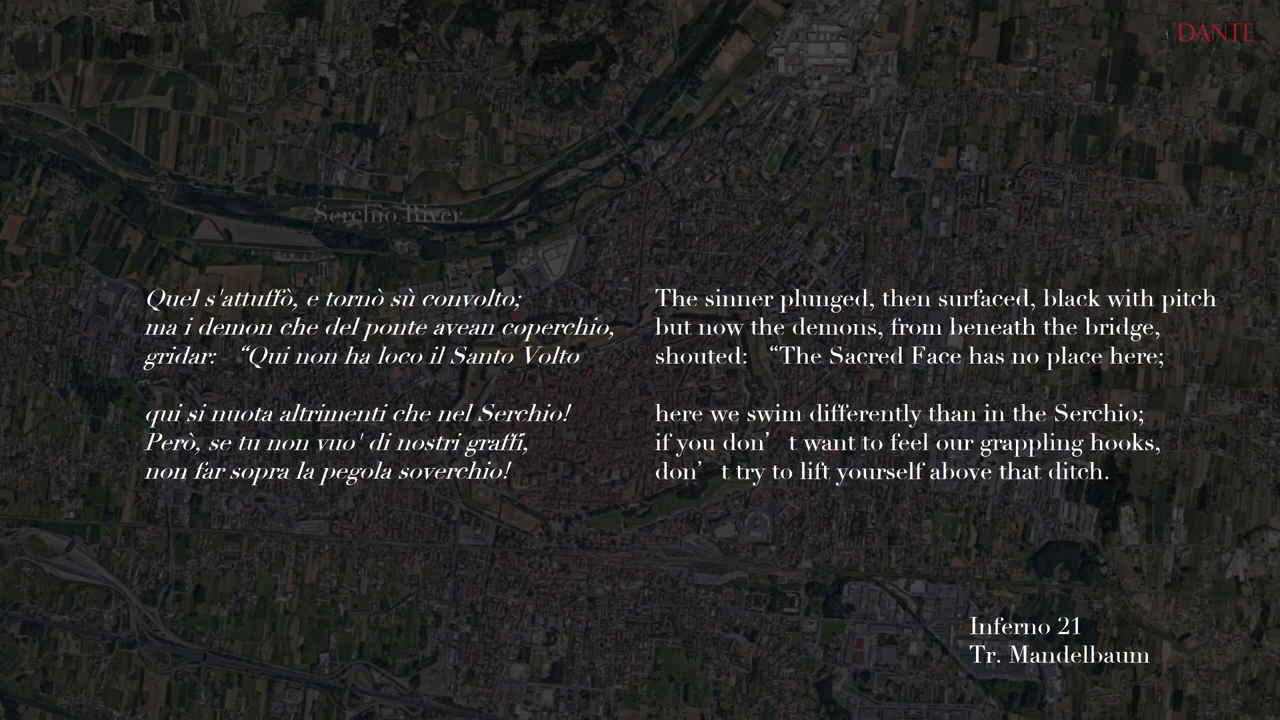 DANTE
Serchio River
Quel s'attuffò, e tornò sù convolto;
ma i demon che del ponte avean coperchio,
gridar: “Qui non ha loco il Santo Volto
qui si nuota altrimenti che nel Serchio!
Però, se tu non vuo' di nostri graffi,
non far sopra la pegola soverchio!
The sinner plunged, then surfaced, black with pitch
but now the demons, from beneath the bridge,
shouted: “The Sacred Face has no place here;
here we swim differently than in the Serchio;
if you don’ t want to feel our grappling hooks,
don’ t try to lift yourself above that ditch.
Inferno 21
Tr. Mandelbaum